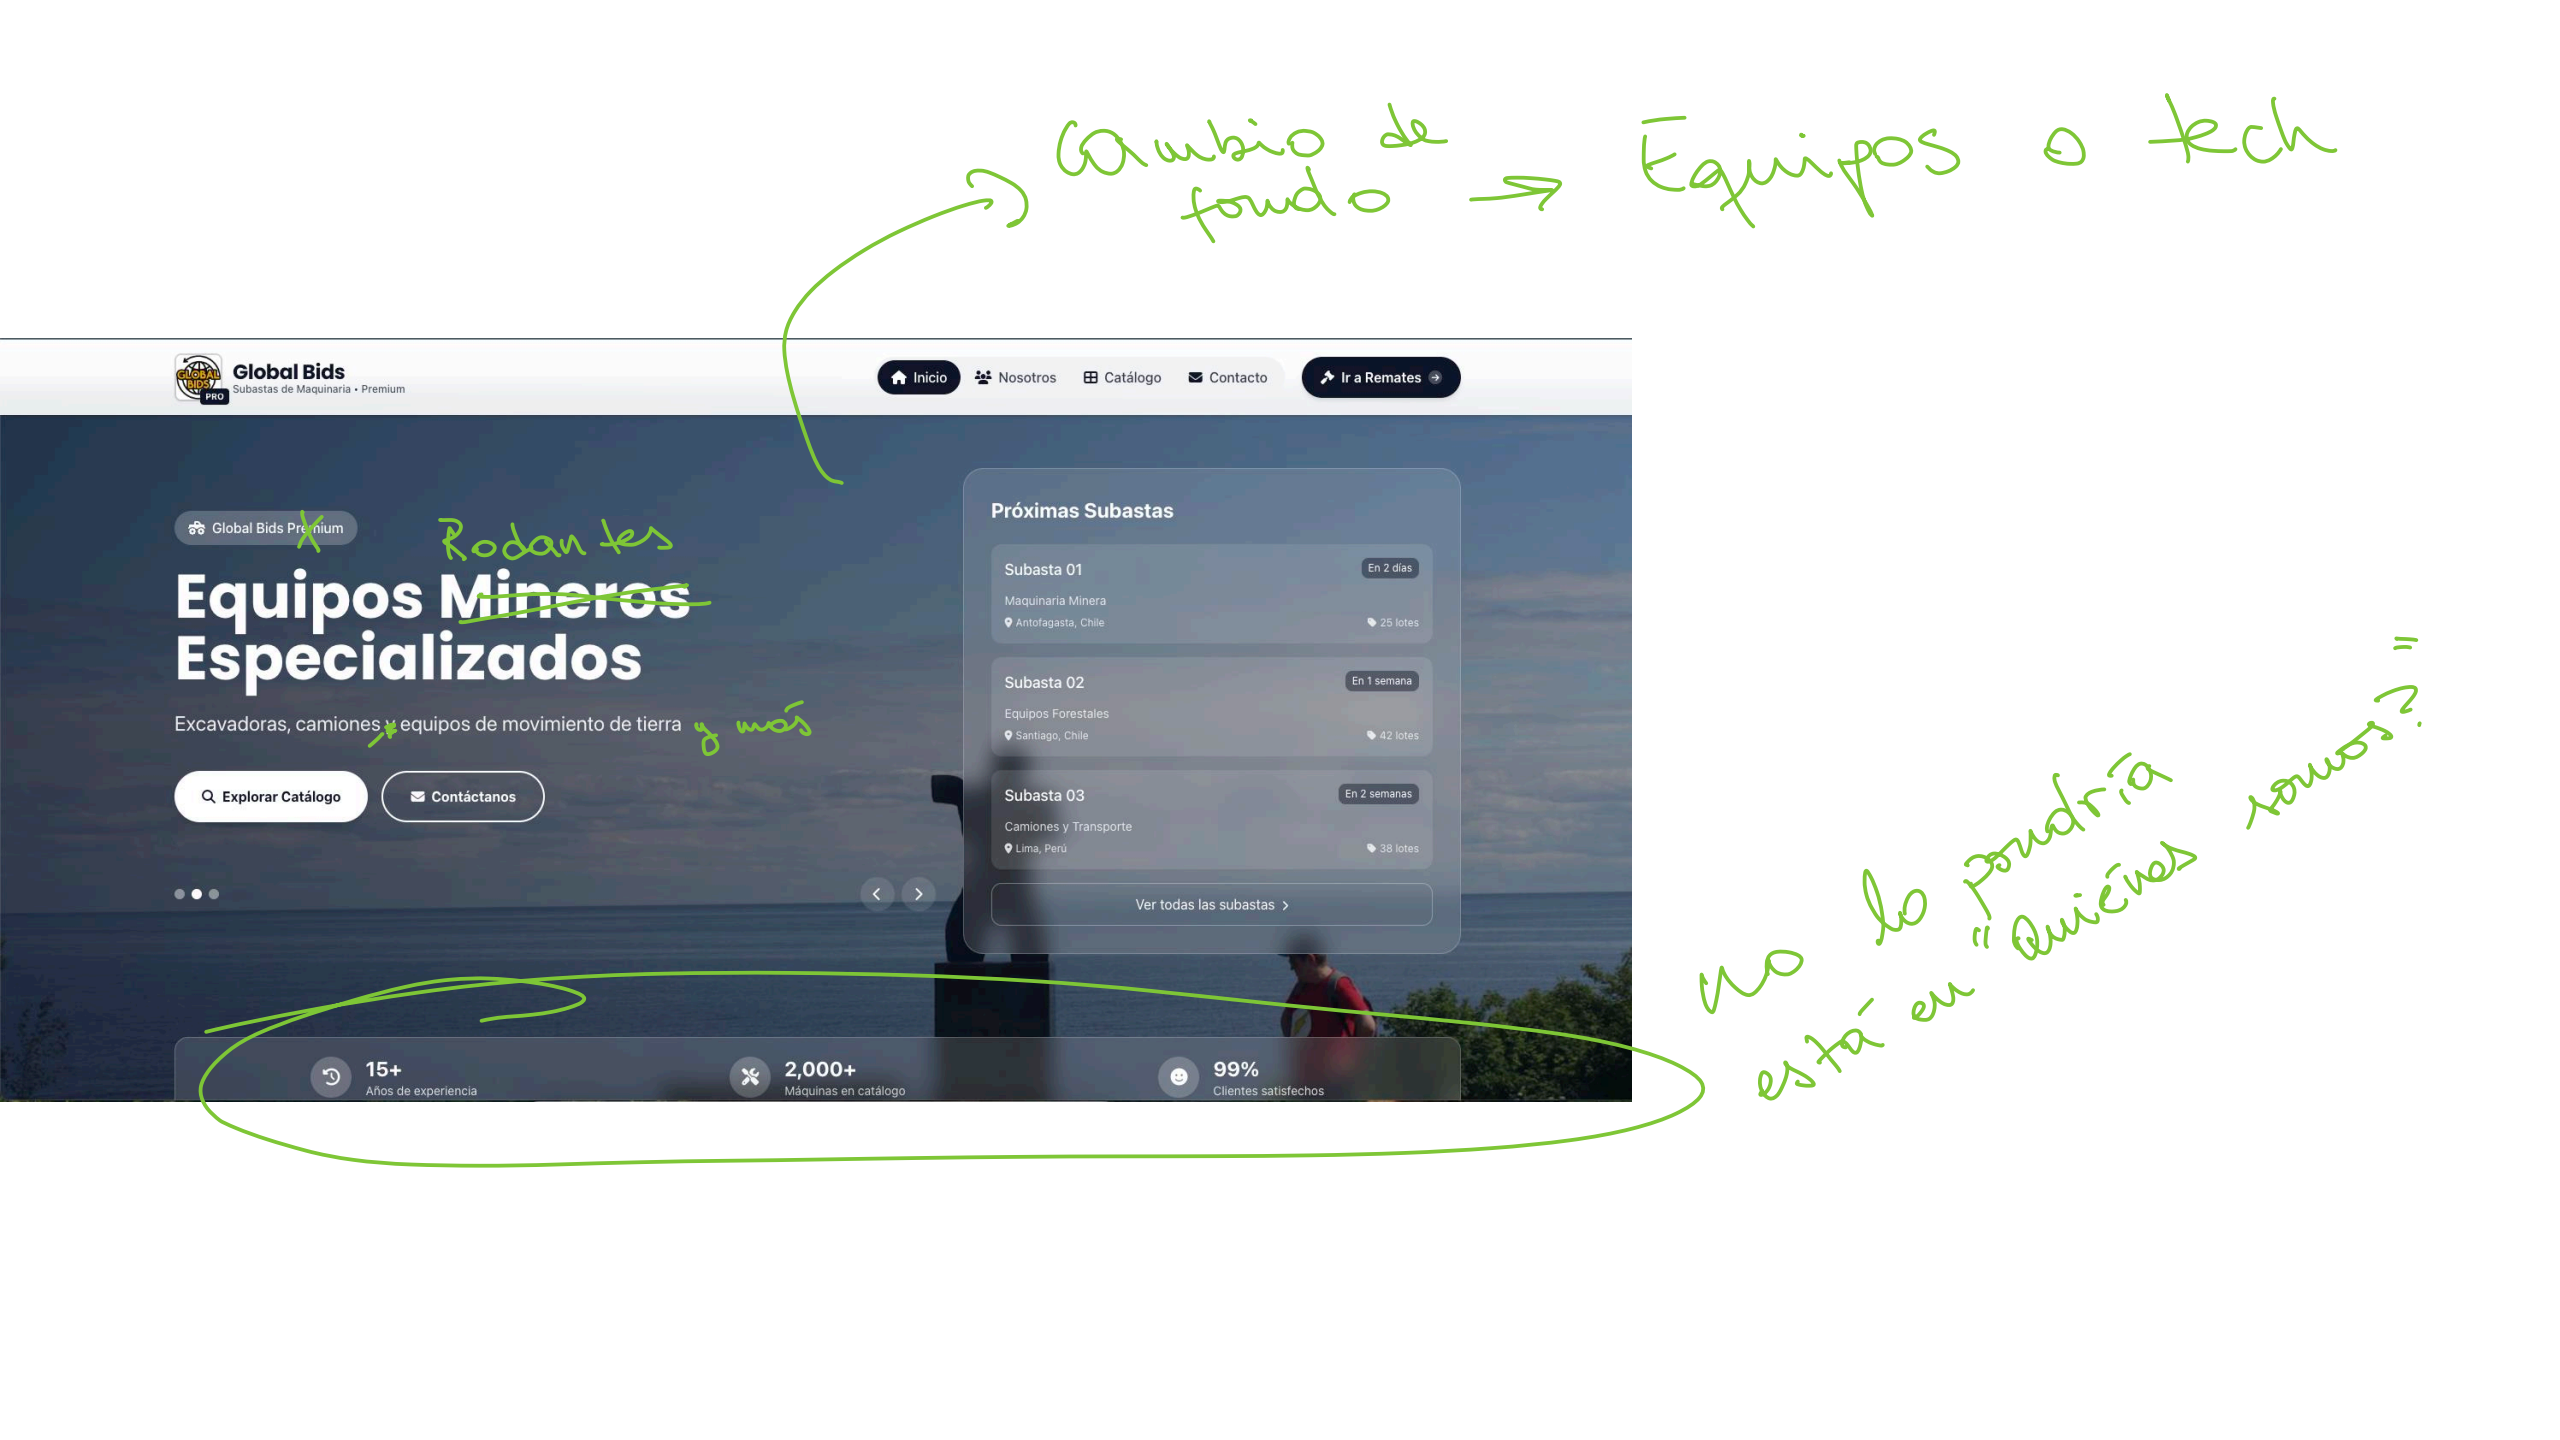 Cambio de
fondo → Equipos o tech
GLOBAL
BIDS
PRO
Global Bids
Subastas de Maquinaria • Premium
Inicio
Nosotros
Catálogo
Contacto
Ir a Remates
Global Bids Premium
X
Rodantes
Equipos Mineros
Especializados
Excavadoras, camiones y equipos de movimiento de tierra y más
Explorar Catálogo
Contáctanos
Próximas Subastas
Subasta 01
En 2 días
Maquinaria Minera
Antofagasta, Chile
25 lotes
Subasta 02
En 1 semana
Equipos Forestales
Santiago, Chile
42 lotes
Subasta 03
En 2 semanas
Camiones y Transporte
Lima, Perú
38 lotes
Ver todas las subastas
15+
Años de experiencia
2,000+
Máquinas en catálogo
99%
Clientes satisfechos
no lo pondría
está en "Quiénes somos?"